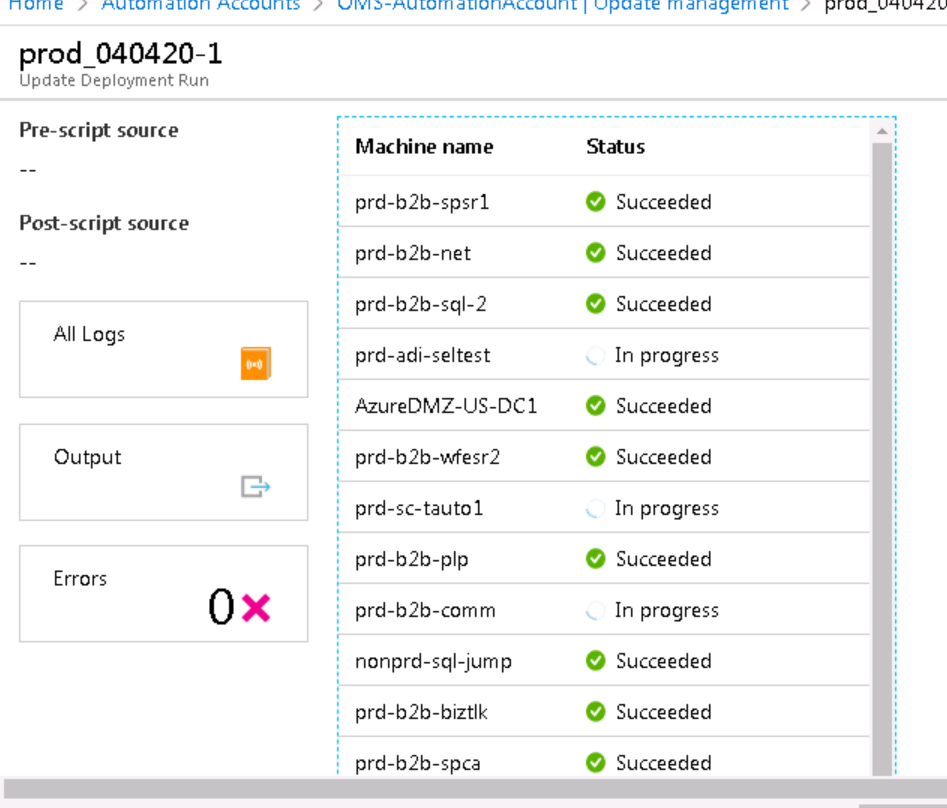 Home > Automation Accounts > OMS-AutomationAccount | Update management > prod_040420
prod_040420-1
Update Deployment Run
Pre-script source
--
Post-script source
--
All Logs
Output
Errors
0
Machine name Status
prd-b2b-spsr1 Succeeded
prd-b2b-net Succeeded
prd-b2b-sql-2 Succeeded
prd-adi-seltest In progress
AzureDMZ-US-DC1 Succeeded
prd-b2b-wfesr2 Succeeded
prd-sc-tauto1 In progress
prd-b2b-plp Succeeded
prd-b2b-comm In progress
nonprd-sql-jump Succeeded
prd-b2b-biztlk Succeeded
prd-b2b-spca Succeeded